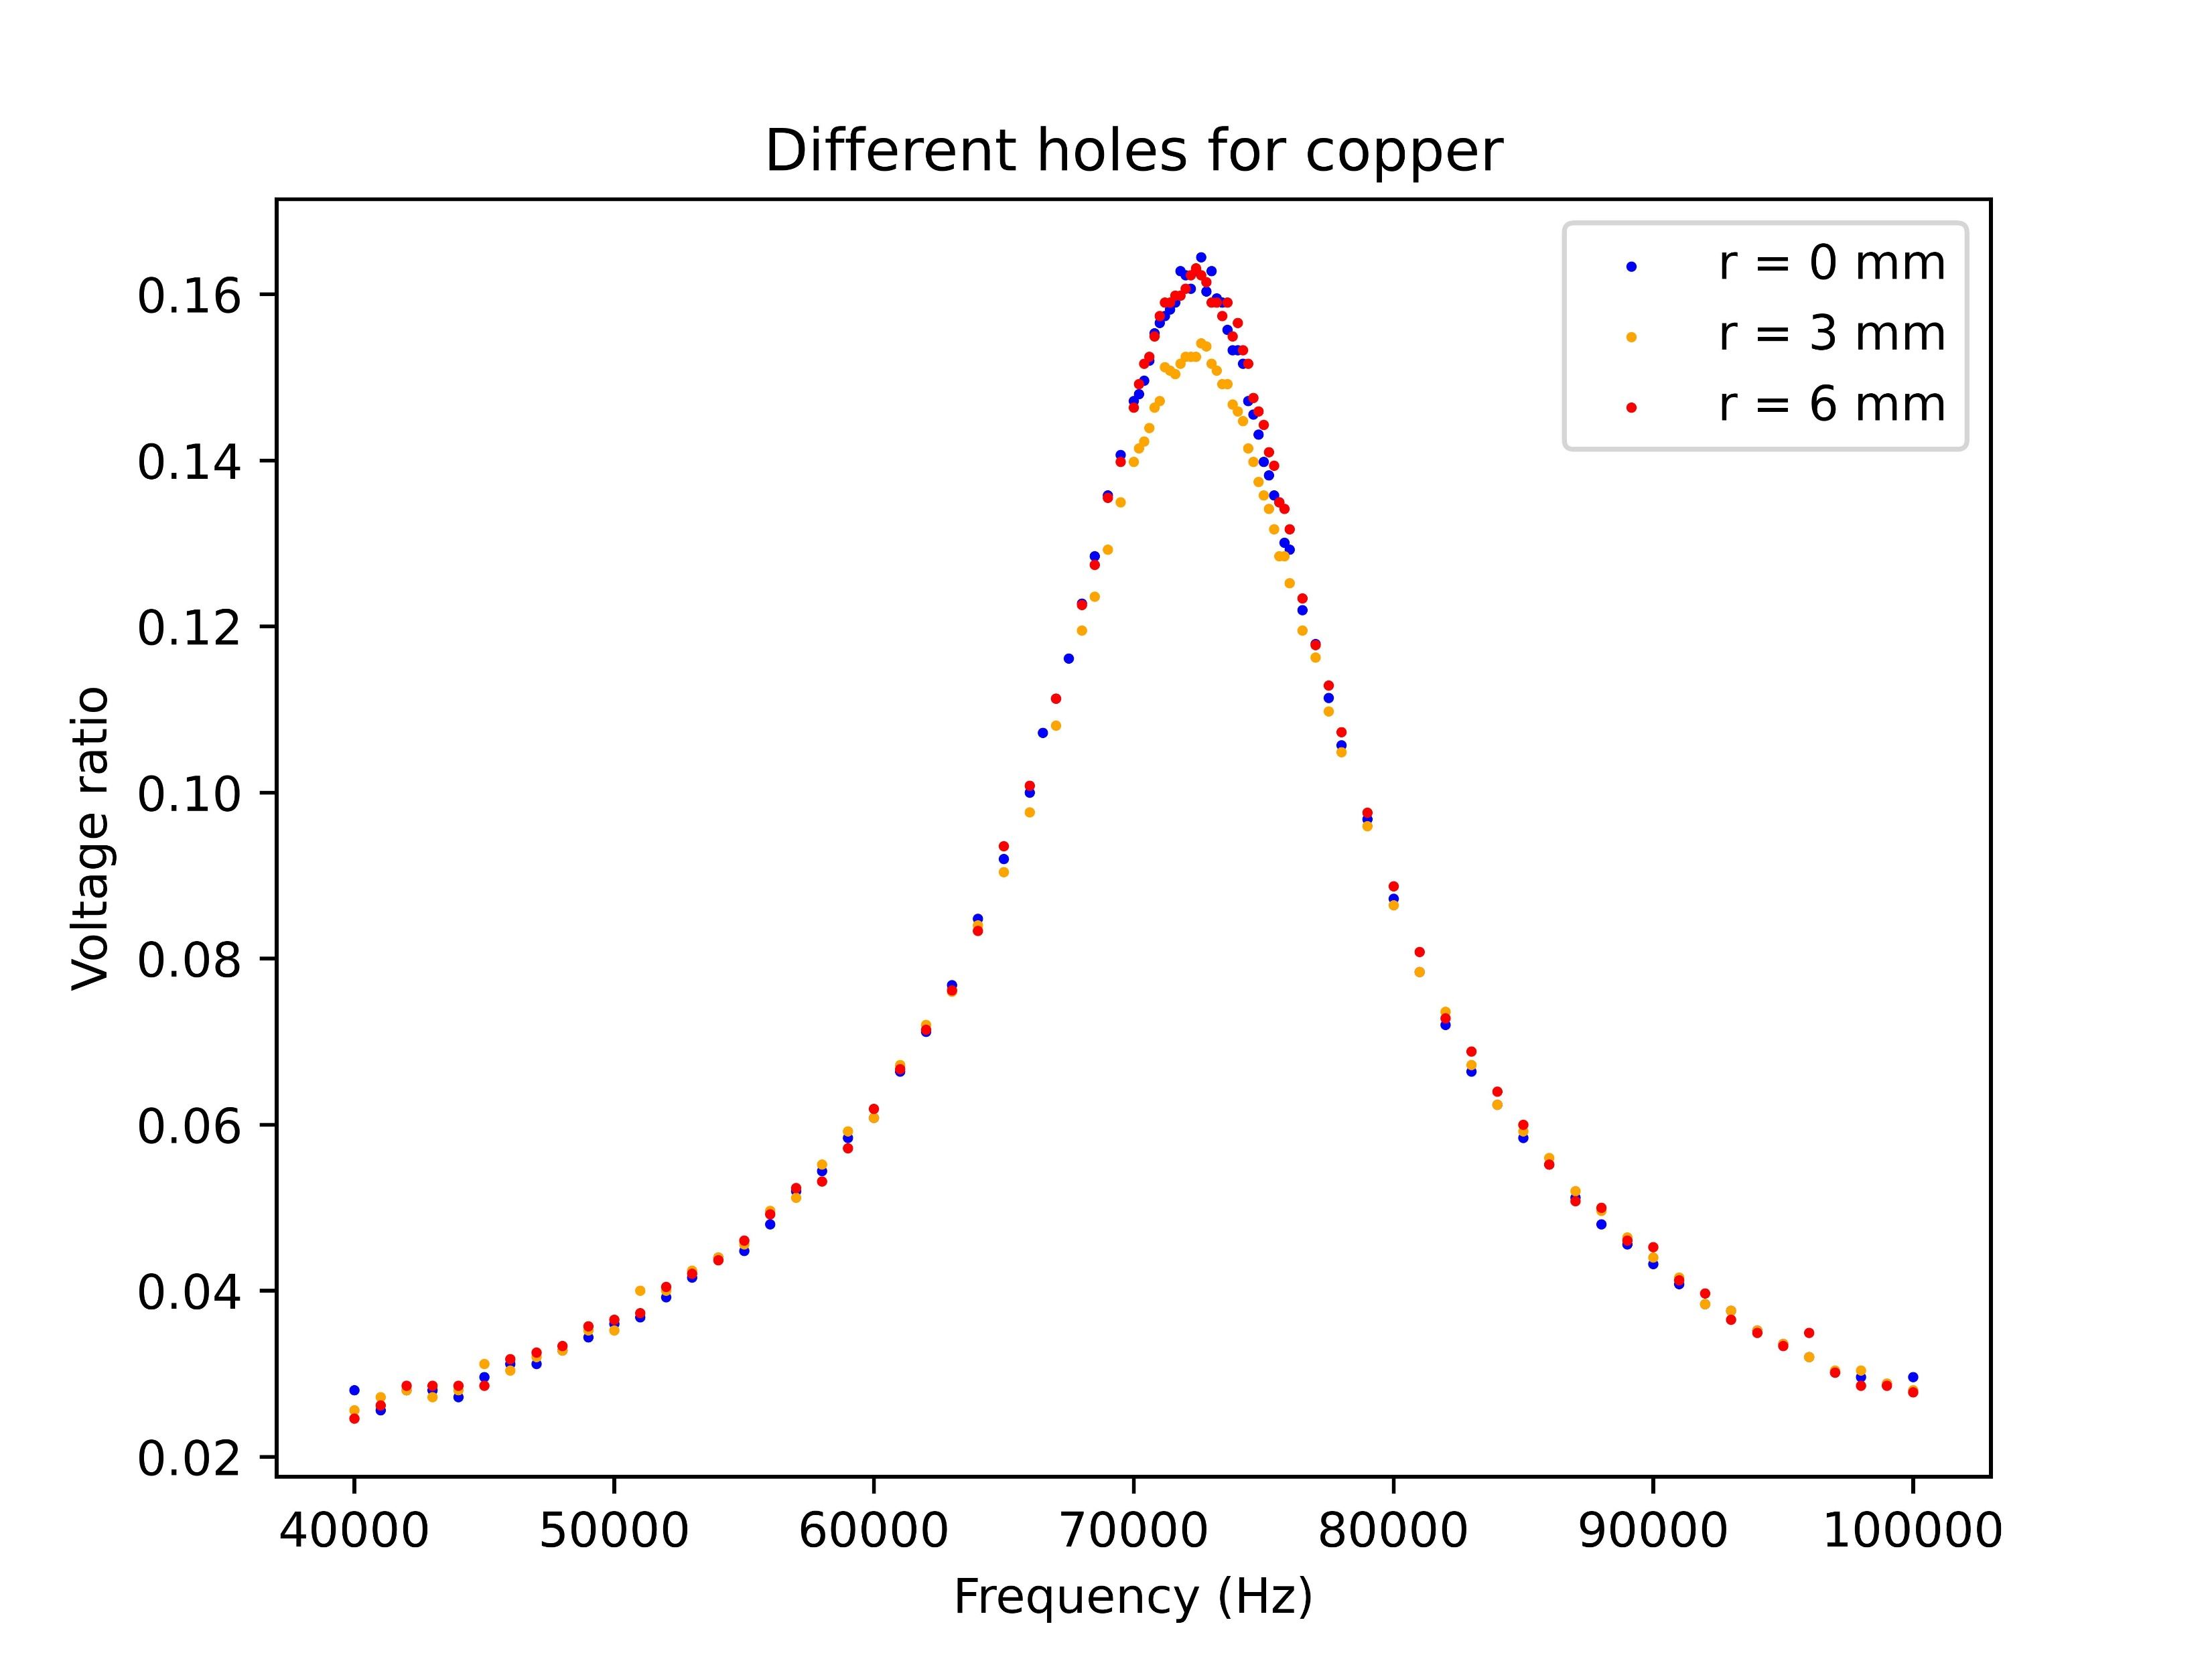 Different holes for copper
r = 0 mm
r = 3 mm
r = 6 mm
0.16
0.14
0.12
0.10
0.08
0.06
0.04
0.02
Voltage ratio
40000 50000 60000 70000 80000 90000 100000
Frequency (Hz)